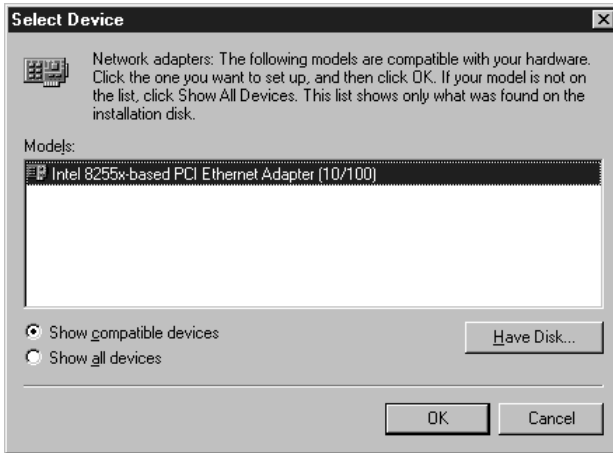 Select Device
Network adapters: The following models are compatible with your hardware.
Click the one you want to set up, and then click OK. If your model is not on
the list, click Show All Devices. This list shows only what was found on the
installation disk.
Models:
Intel 8255x-based PCI Ethernet Adapter (10/100)
Show compatible devices
Have Disk...
Show all devices
OK
Cancel